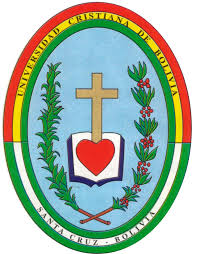 UNIVERSIDAD CRISTIANA DE BOLIVIA
SANTA CRUZ - BOLIVIA